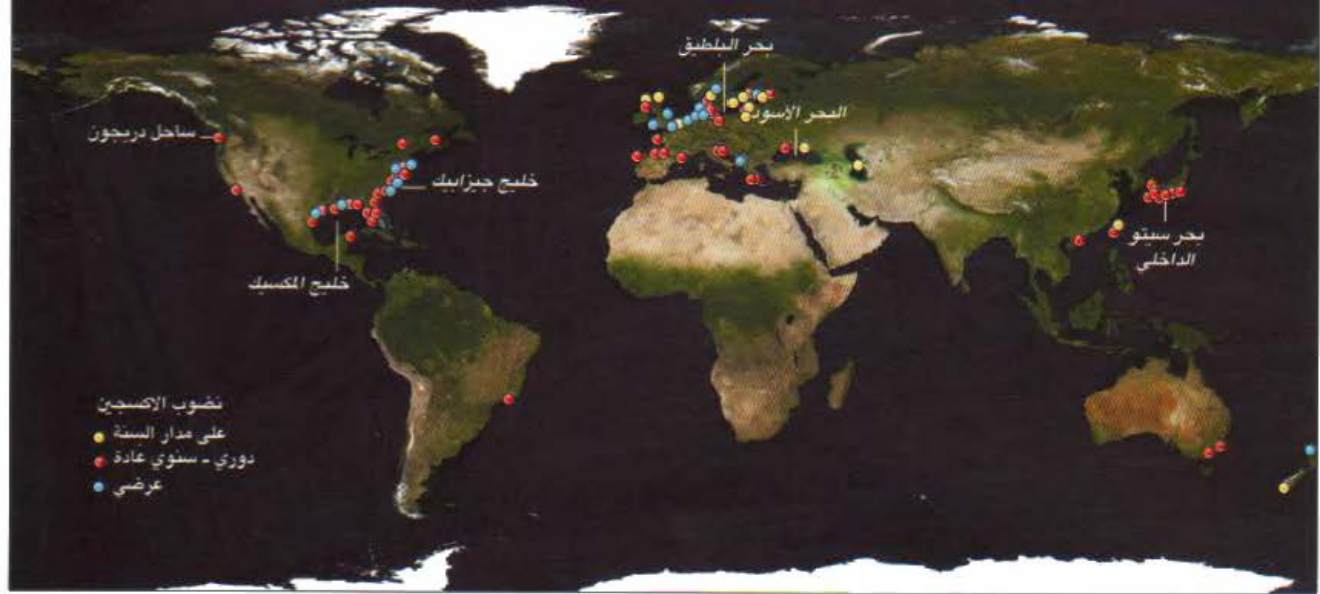 بحر البلطيق
البحر الأسود
ساحل دريجون
خليج جيزابيك
خليج المكسيك
بحر سيتو
الداخلي
نضوب الاكسجين
على مدار السنة
دوري - سنوي عادة
عرضي